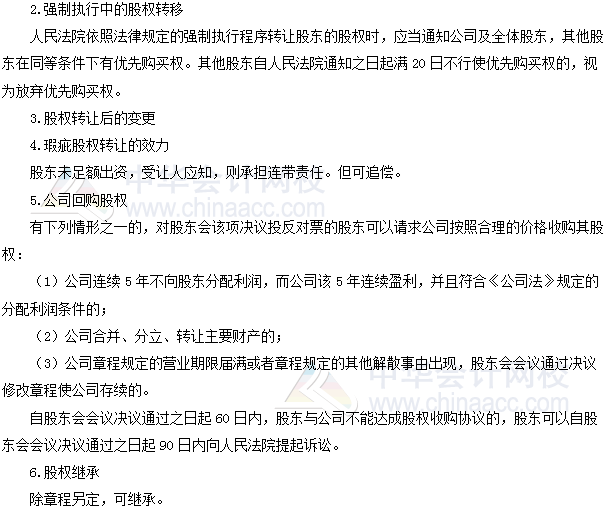 2.强制执行中的股权转移
人民法院依照法律规定的强制执行程序转让股东的股权时，应当通知公司及全体股东，其他股
东在同等条件下有优先购买权。其他股东自人民法院通知之日起满 20 日不行使优先购买权的，视
为放弃优先购买权。
3.股权转让后的变更
4.瑕疵股权转让的效力
股东未足额出资，受让人应知，则承担连带责任。但可追偿。
中华会计网校
5.公司回购股权
www.chinaacc.com
有下列情形之一的，对股东会该项决议投反对票的股东可以请求公司按照合理的价格收购其股
权：
（1）公司连续 5 年不向股东分配利润，而公司该 5 年连续盈利，并且符合《公司法》规定的
分配利润条件的；
（2）公司合并、分立、转让主要财产的；
（3）公司章程规定的营业期限届满或者章程规定的其他解散事由出现，股东会会议通过决议
中华会计网校
修改章程使公司存续的。
www.chinaacc.com
自股东会会议决议通过之日起 60 日内，股东与公司不能达成股权收购协议的，股东可以自股
东会会议决议通过之日起 90 日内向人民法院提起诉讼。
6.股权继承
除章程另定，可继承。